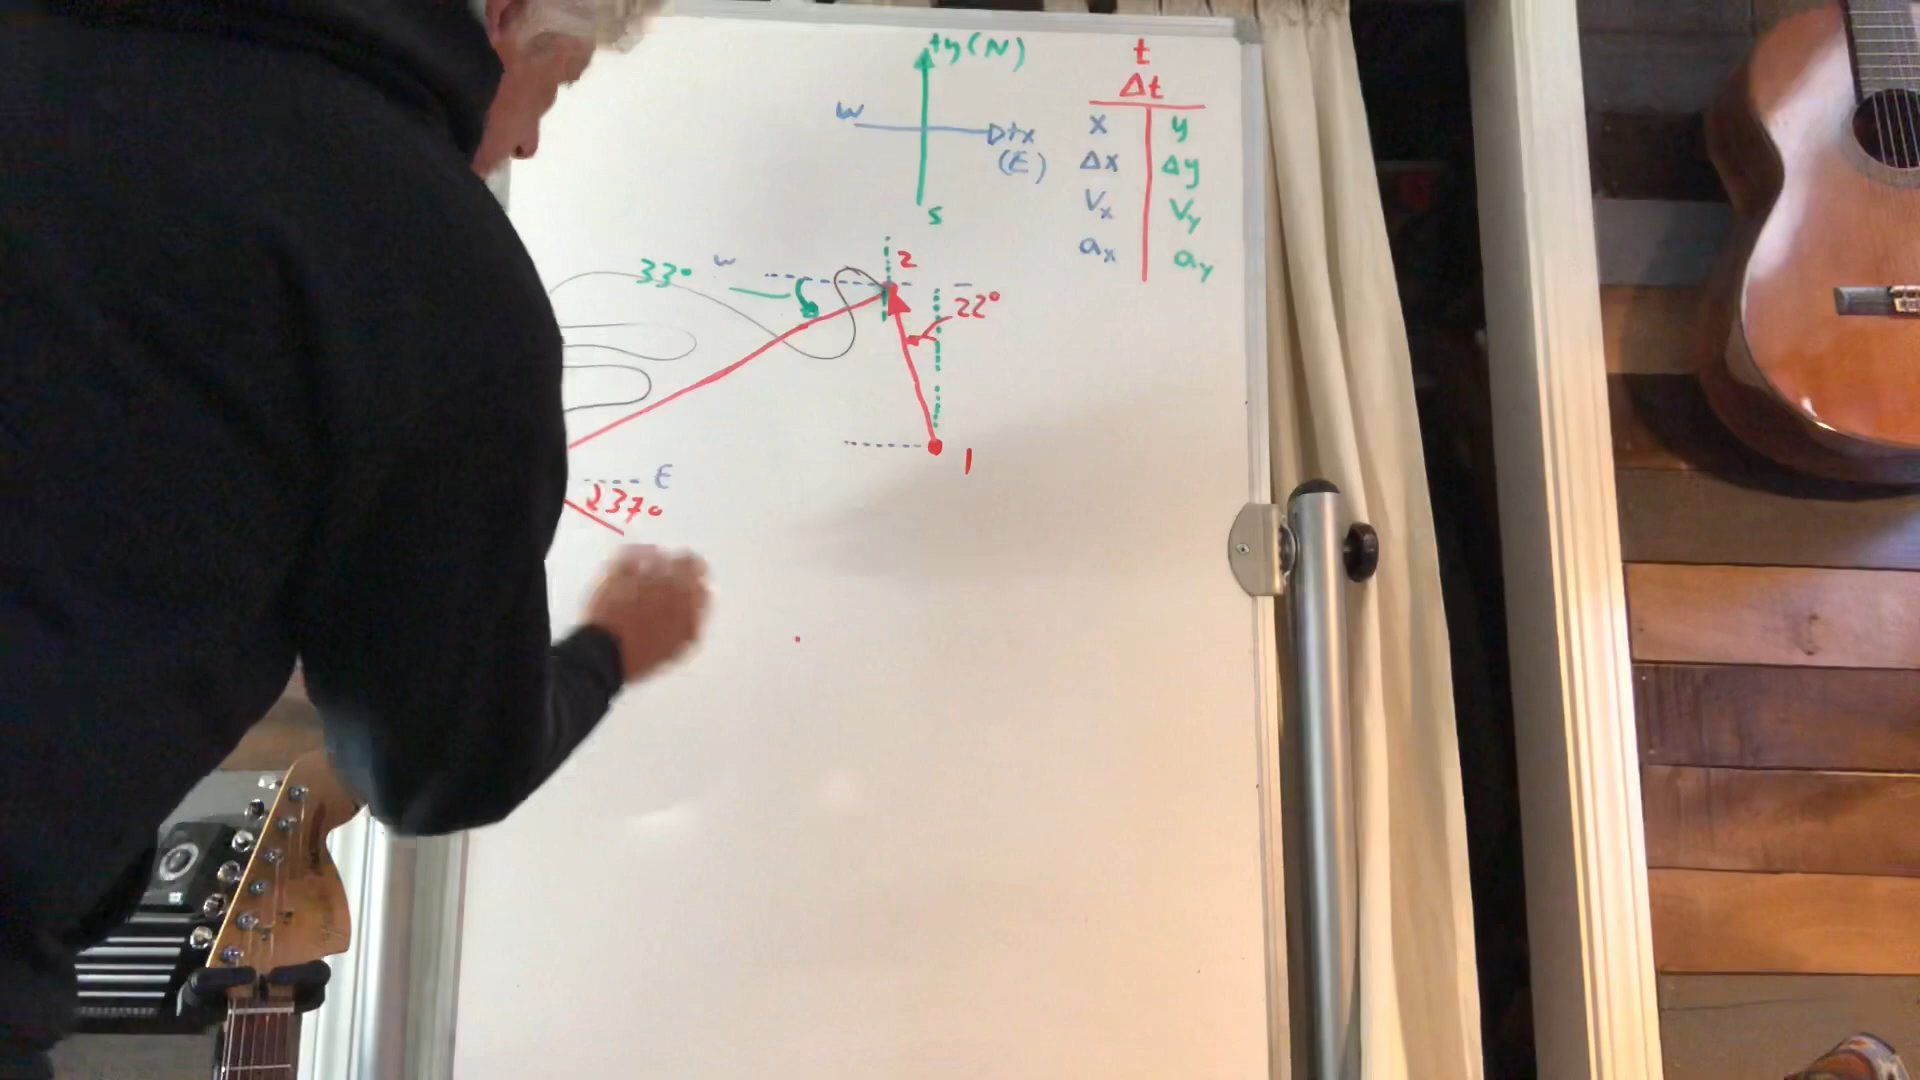 +y (N)
W
+x
(E)
S
t
Δt
x y
Δx Δy
Vx Vy
ax ay
33°
W
2
22°
1
E
237°